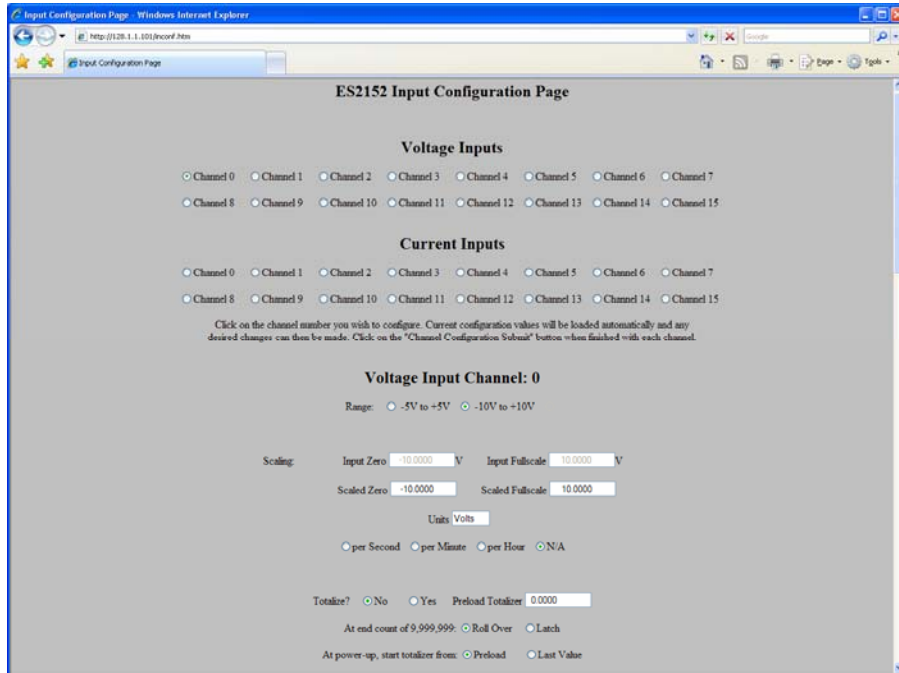 Input Configuration Page - Windows Internet Explorer
http://128.1.1.101/inconf.htm
Google
Input Configuration Page
Page
Tools
ES2152 Input Configuration Page
Voltage Inputs
Channel 0 Channel 1 Channel 2 Channel 3 Channel 4 Channel 5 Channel 6 Channel 7
Channel 8 Channel 9 Channel 10 Channel 11 Channel 12 Channel 13 Channel 14 Channel 15
Current Inputs
Channel 0 Channel 1 Channel 2 Channel 3 Channel 4 Channel 5 Channel 6 Channel 7
Channel 8 Channel 9 Channel 10 Channel 11 Channel 12 Channel 13 Channel 14 Channel 15
Click on the channel number you wish to configure. Current configuration values will be loaded automatically and any
desired changes can then be made. Click on the "Channel Configuration Submit" button when finished with each channel.
Voltage Input Channel: 0
Range: -5V to +5V -10V to +10V
Scaling: Input Zero -10.0000 V Input Fullscale 10.0000 V
Scaled Zero -10.0000 Scaled Fullscale 10.0000
Units Volts
per Second per Minute per Hour N/A
Totalize? No Yes Preload Totalizer 0.0000
At end count of 9,999,999: Roll Over Latch
At power-up, start totalizer from: Preload Last Value